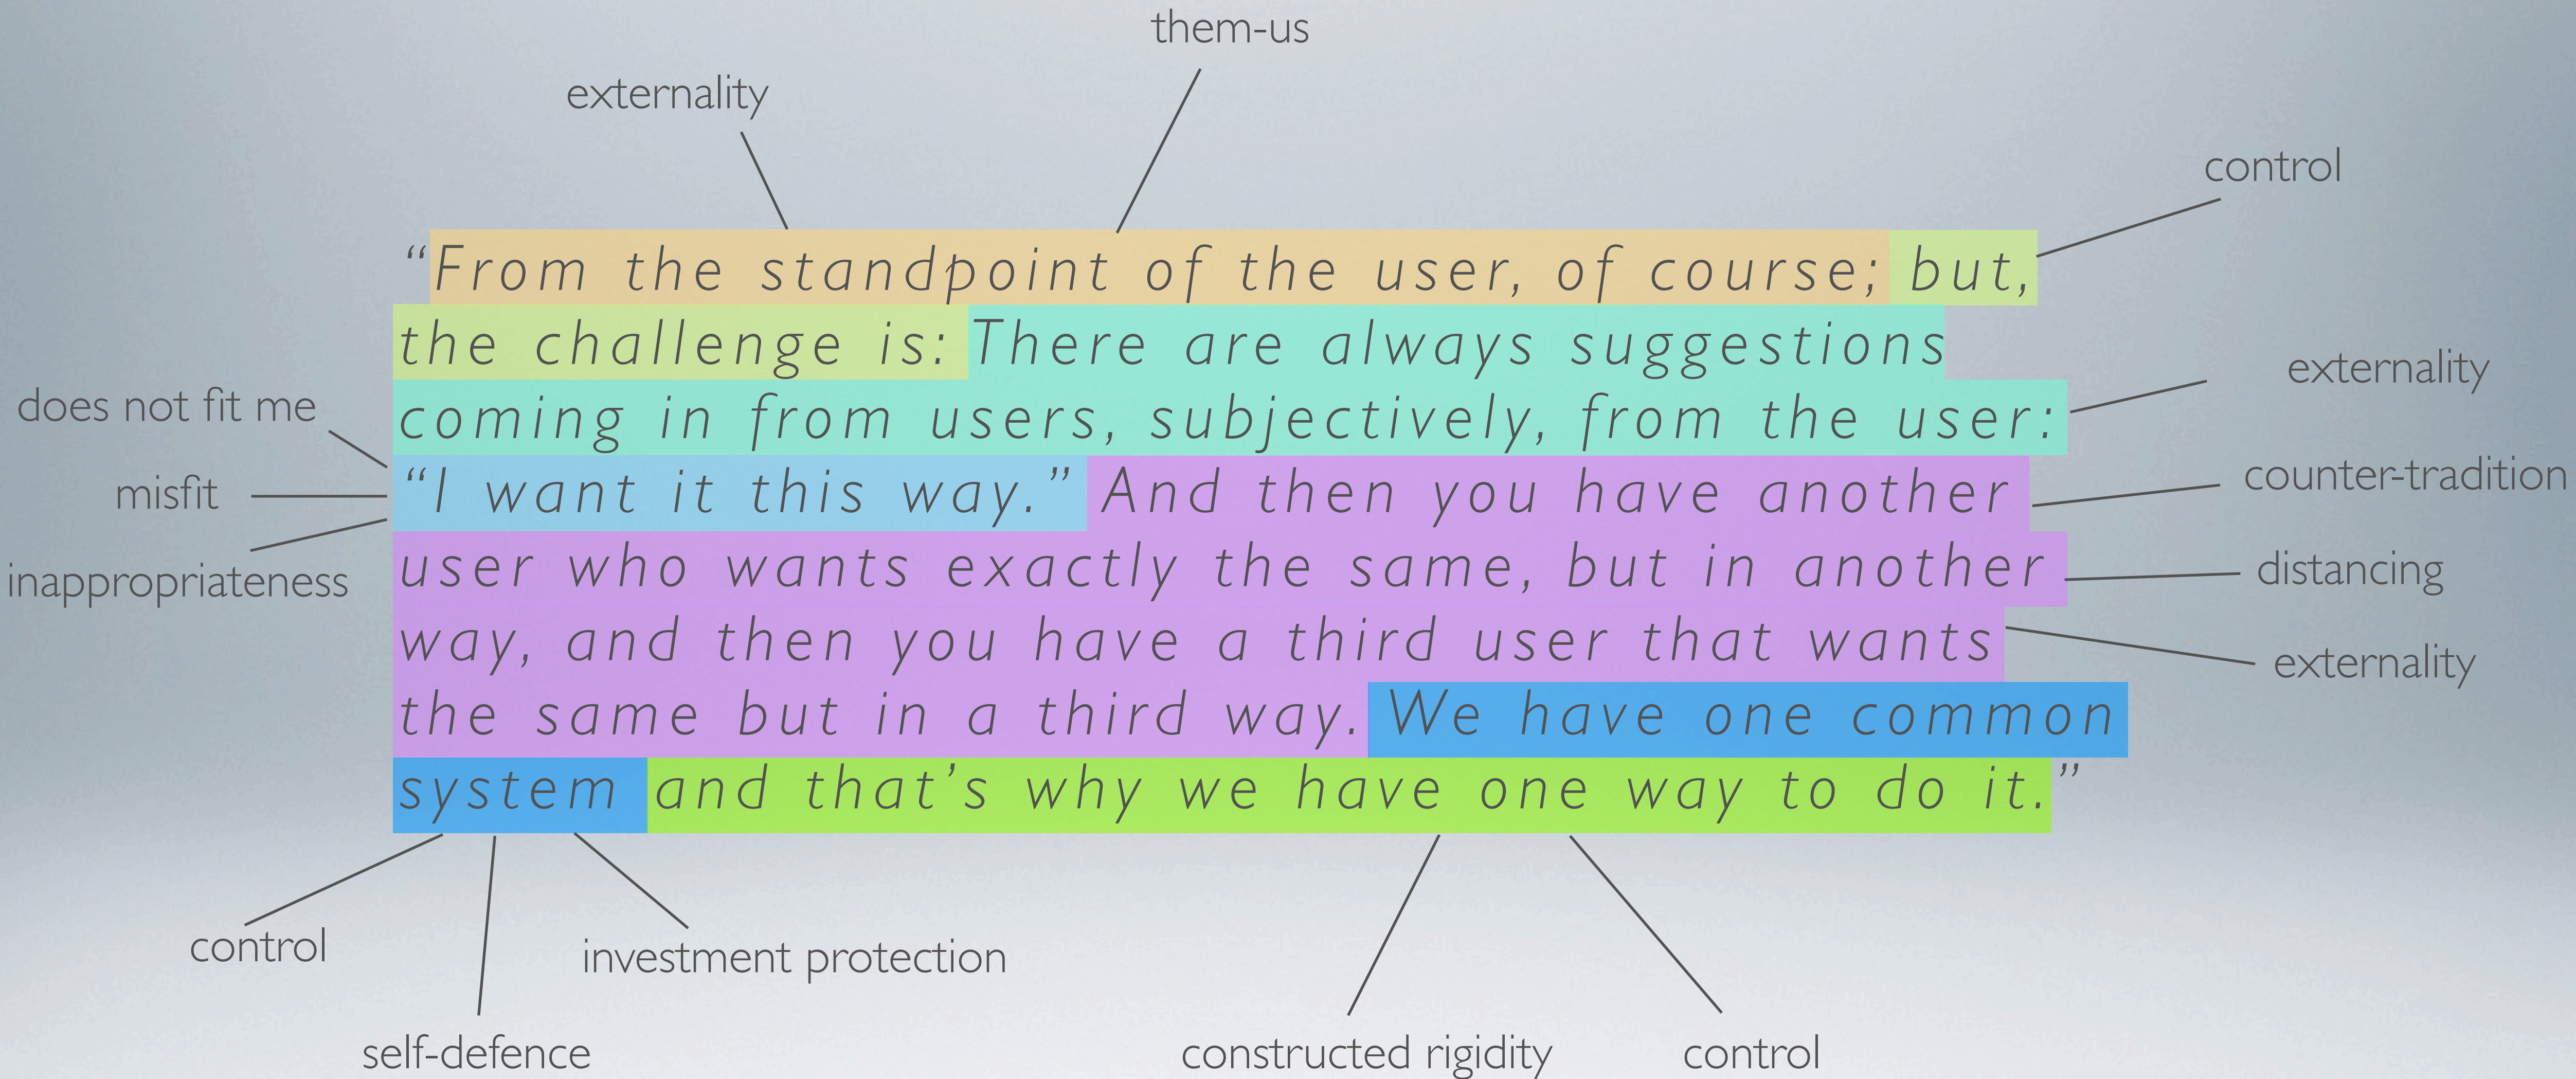 them-us
externality
control
“From the standpoint of the user, of course; but,
the challenge is: There are always suggestions
coming in from users, subjectively, from the user:
“I want it this way.” And then you have another
user who wants exactly the same, but in another
way, and then you have a third user that wants
the same but in a third way. We have one common
system and that’s why we have one way to do it.”
does not fit me
misfit
inappropriateness
externality
counter-tradition
distancing
externality
control
investment protection
self-defence
constructed rigidity
control